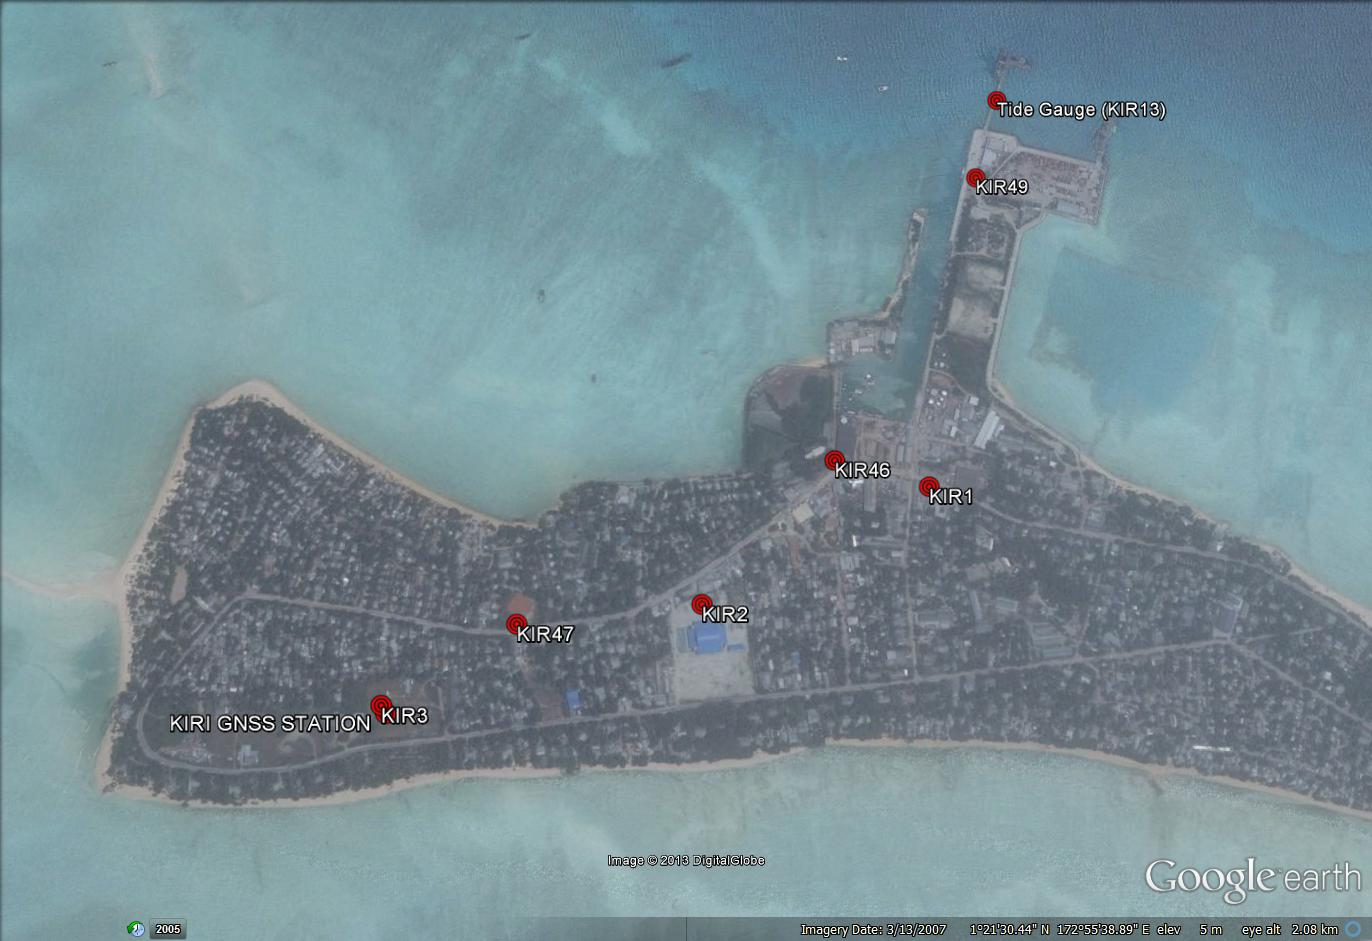 Tide Gauge (KIR13)
KIR49
KIR46
KIR1
KIR2
KIR47
KIRI GNSS STATION
KIR3
Image © 2013 DigitalGlobe
Google earth
2005
Imagery Date: 3/13/2007 1°21'30.44" N 172°55'38.89" E elev 5 m eye alt 2.08 km